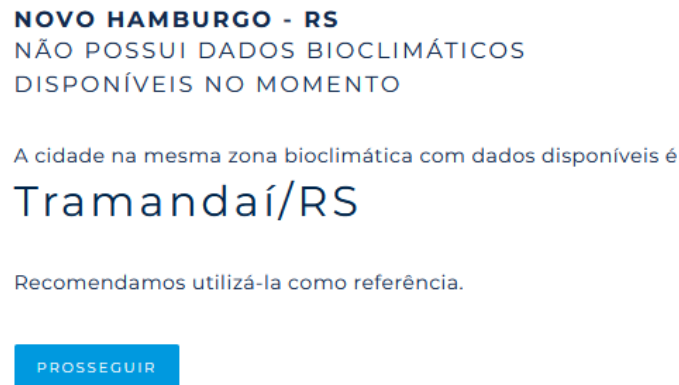 NOVO HAMBURGO - RS
NÃO POSSUI DADOS BIOCLIMÁTICOS
DISPONÍVEIS NO MOMENTO
A cidade na mesma zona bioclimática com dados disponíveis é
Tramandaí/RS
Recomendamos utilizá-la como referência.
PROSSEGUIR